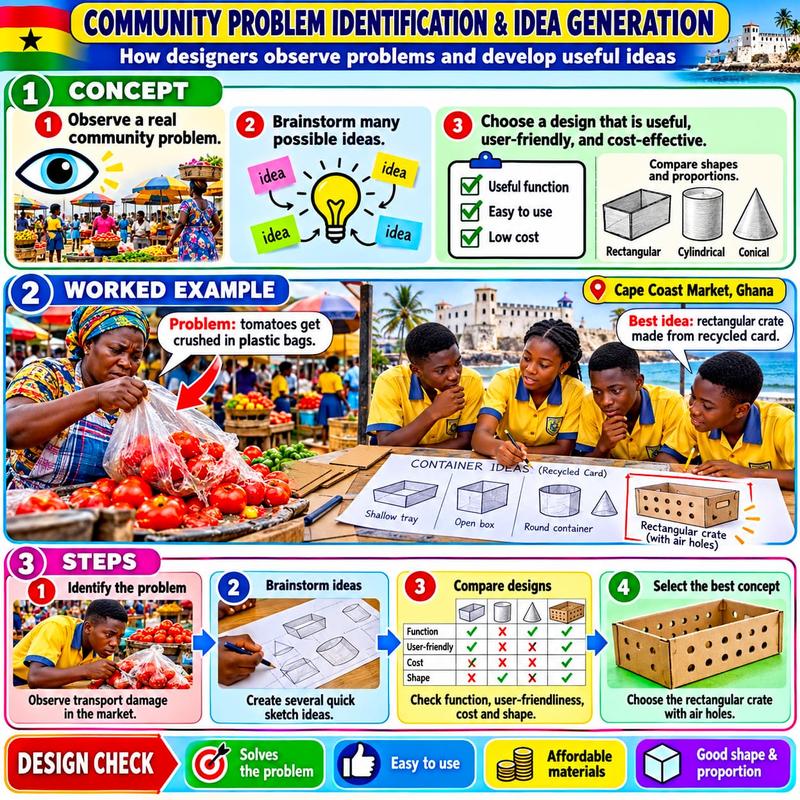 COMMUNITY PROBLEM IDENTIFICATION & IDEA GENERATION
How designers observe problems and develop useful ideas
1 CONCEPT
1 Observe a real
community problem.
2 Brainstorm many
possible ideas.
idea
idea
idea
idea
3 Choose a design that is useful,
user-friendly, and cost-effective.
Useful function
Easy to use
Low cost
Compare shapes
and proportions.
Rectangular
Cylindrical
Conical
2 WORKED EXAMPLE
Cape Coast Market, Ghana
Problem: tomatoes get
crushed in plastic bags.
Best idea: rectangular crate
made from recycled card.
CONTAINER IDEAS (Recycled Card)
Shallow tray
Open box
Round container
Rectangular crate
(with air holes)
3 STEPS
1 Identify the problem
Observe transport damage
in the market.
2 Brainstorm ideas
Create several quick
sketch ideas.
3 Compare designs
Function
User-friendly
Cost
Shape
Check function, user-friendliness,
cost and shape.
4 Select the best concept
Choose the rectangular crate
with air holes.
DESIGN CHECK
Solves
the problem
Easy to use
Affordable
materials
Good shape &
proportion